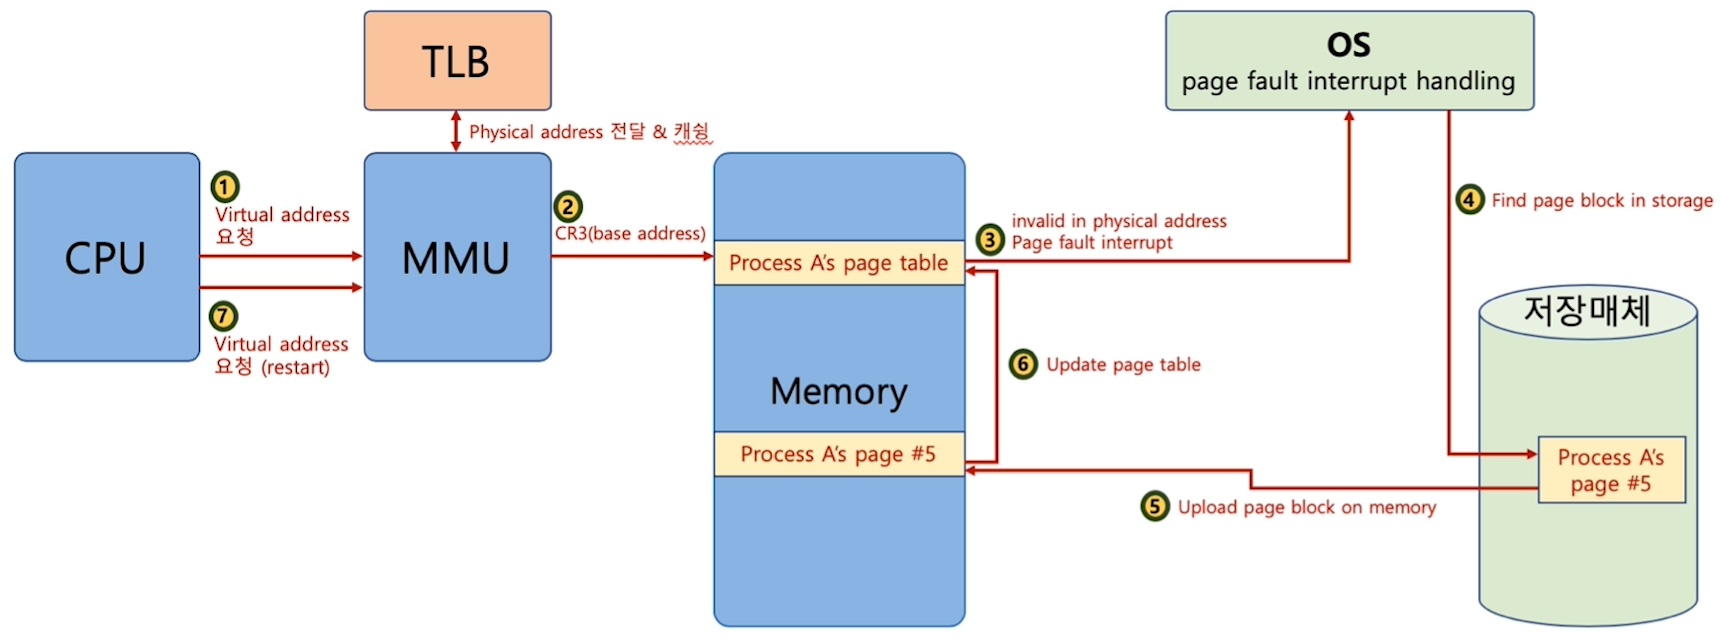 TLB
OS
page fault interrupt handling
Physical address 전달 & 캐슁
CPU
1
Virtual address
요청
7
Virtual address
요청 (restart)
MMU
2
CR3(base address)
Process A's page table
Memory
Process A's page #5
3
invalid in physical address
Page fault interrupt
4
Find page block in storage
저장매체
Process A's
page #5
5
Upload page block on memory
6
Update page table